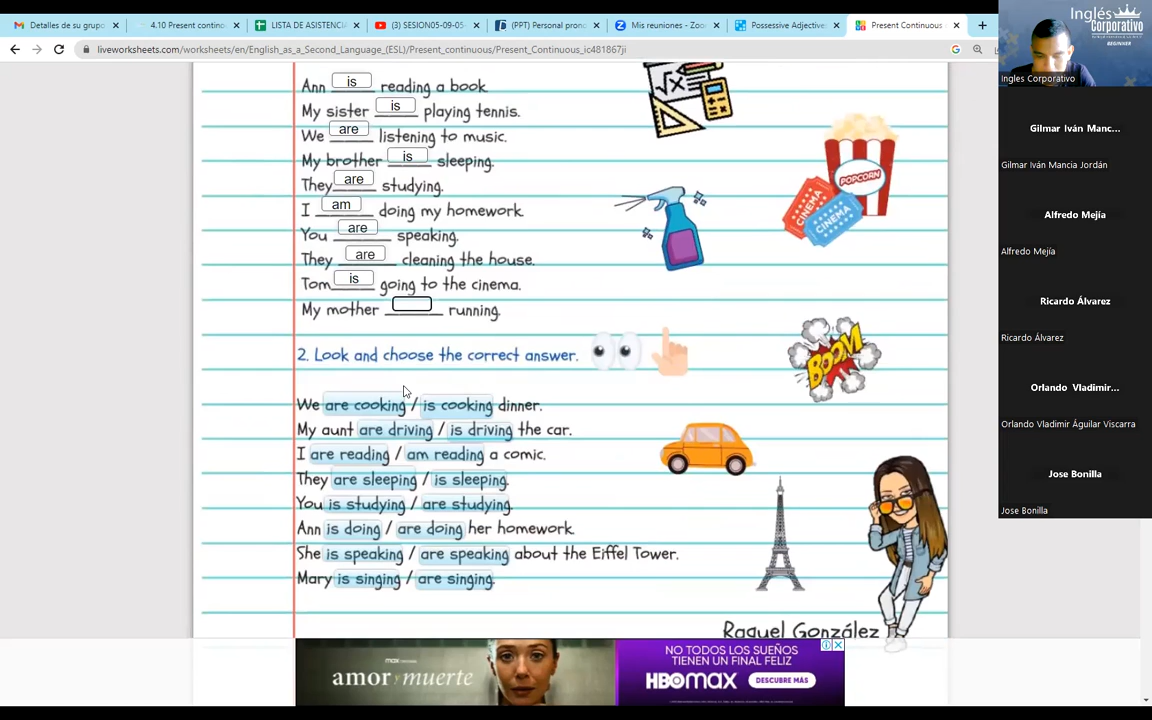 Detalles de su grupo
4.10 Present contino
LISTA DE ASISTENCIA
(3) SESION05-09-05-
(PPT) Personal prono
Mis reuniones - Zoo
Possessive Adjective
Present Continuous
liveworksheets.com/worksheets/en/English_as_a_Second_Language_(ESL)/Present_continuous/Present_Continuous_ic481867ji
Ann is reading a book.
My sister is playing tennis.
We are listening to music.
My brother is sleeping.
They are studying.
I am doing my homework.
You are speaking.
They are cleaning the house.
Tom is going to the cinema.
My mother ______ running.
POPCORN
CINEMA
CINEMA
2. Look and choose the correct answer.
BOOM
We are cooking / is cooking dinner.
My aunt are driving / is driving the car.
I are reading / am reading a comic.
They are sleeping / is sleeping.
You is studying / are studying.
Ann is doing / are doing her homework.
She is speaking / are speaking about the Eiffel Tower.
Mary is singing / are singing.
Raquel González
max
amor y muerte
NO TODOS LOS SUEÑOS
TIENEN UN FINAL FELIZ
HBOMAX
DESCUBRE MÁS
Inglés
Corporativo
BEGINNER
Ingles Corporativo
Gilmar Iván Manc...
Gilmar Iván Mancia Jordán
Alfredo Mejía
Alfredo Mejía
Ricardo Álvarez
Ricardo Álvarez
Orlando Vladimir...
Orlando Vladimir Águilar Viscarra
Jose Bonilla
Jose Bonilla